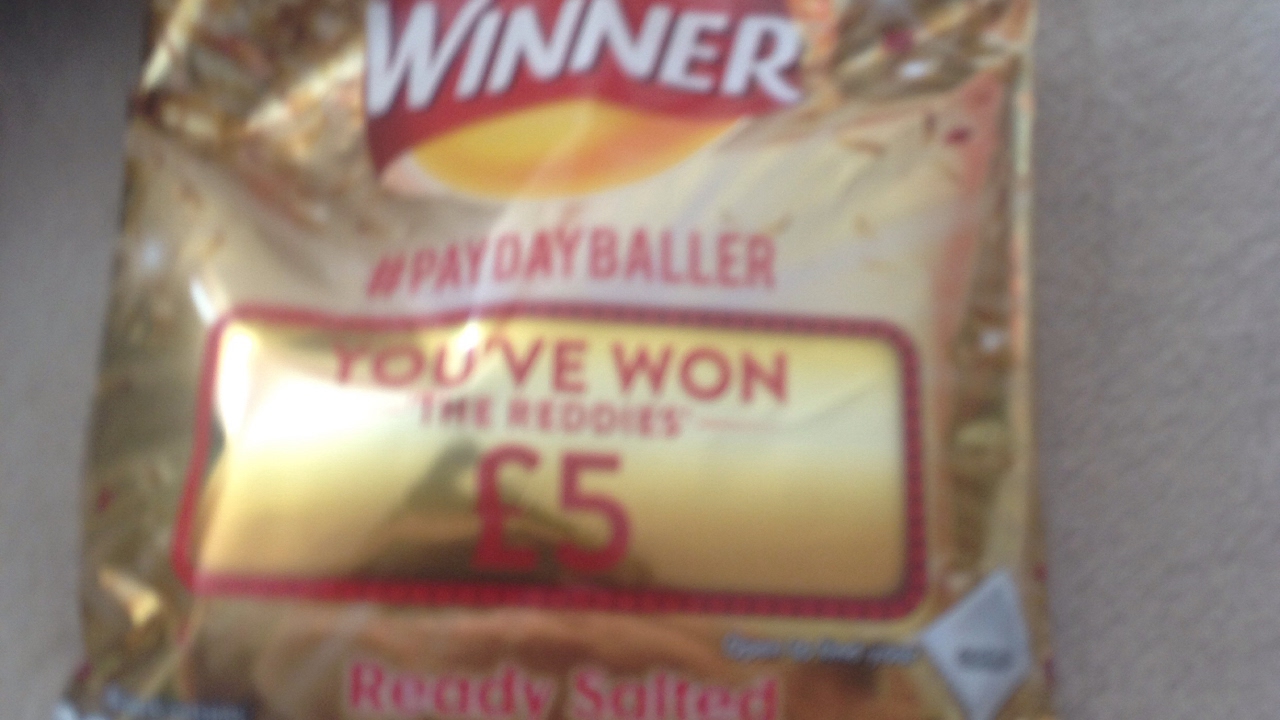 WINNER
#PAYDAYBALLER
YOU'VE WON
'THE REDDIES'
£5
Ready Salted